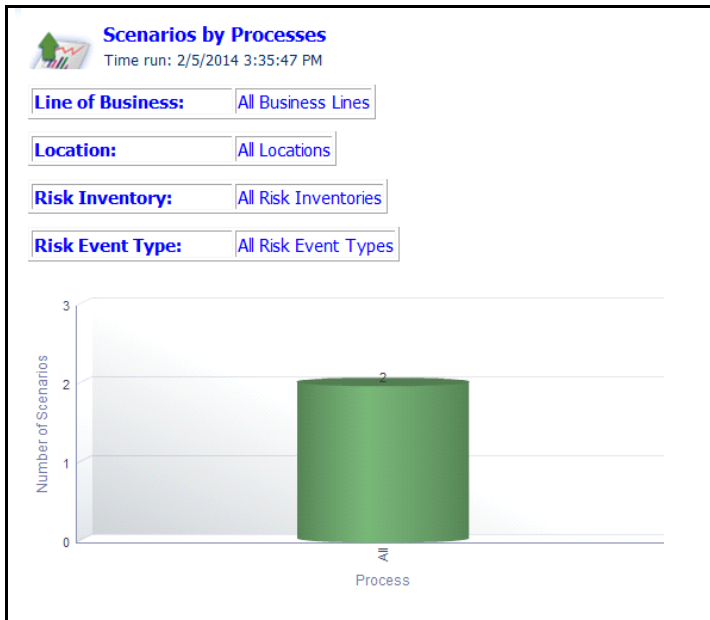 Scenarios by Processes
Time run: 2/5/2014 3:35:47 PM
Line of Business: All Business Lines
Location: All Locations
Risk Inventory: All Risk Inventories
Risk Event Type: All Risk Event Types
3
2
1
0
Number of Scenarios
2
All
Process